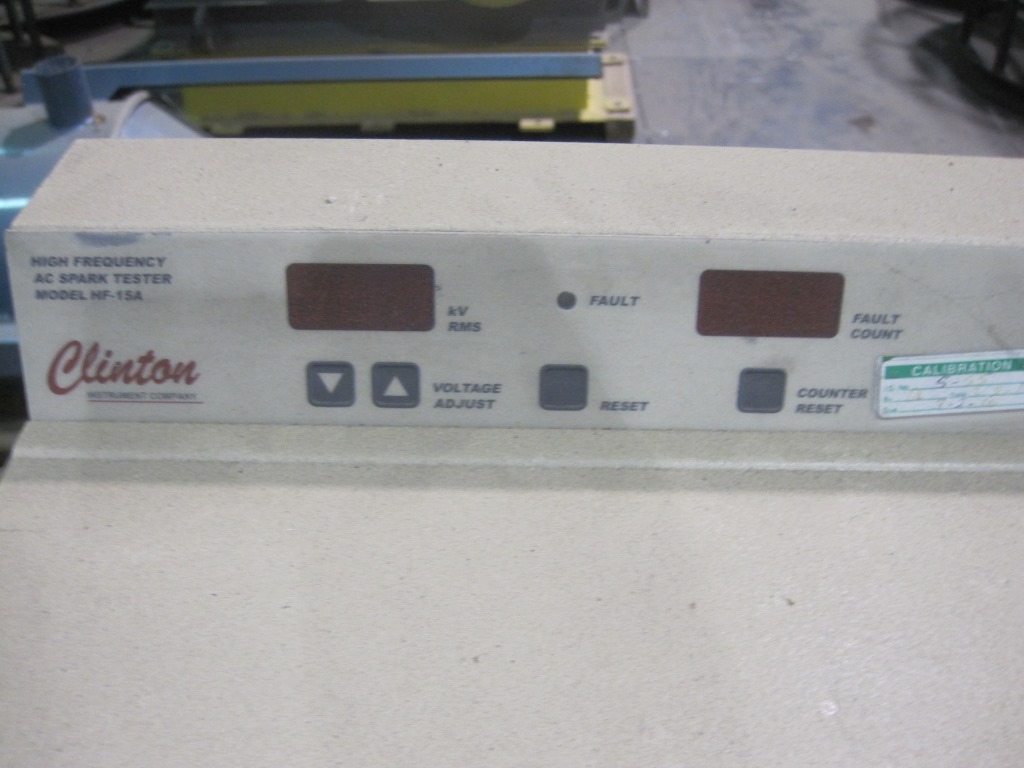 HIGH FREQUENCY
AC SPARK TESTER
MODEL HF-15A
Clinton
INSTRUMENT COMPANY
kV
RMS
VOLTAGE
ADJUST
FAULT
RESET
FAULT
COUNT
COUNTER
RESET
CALIBRATION